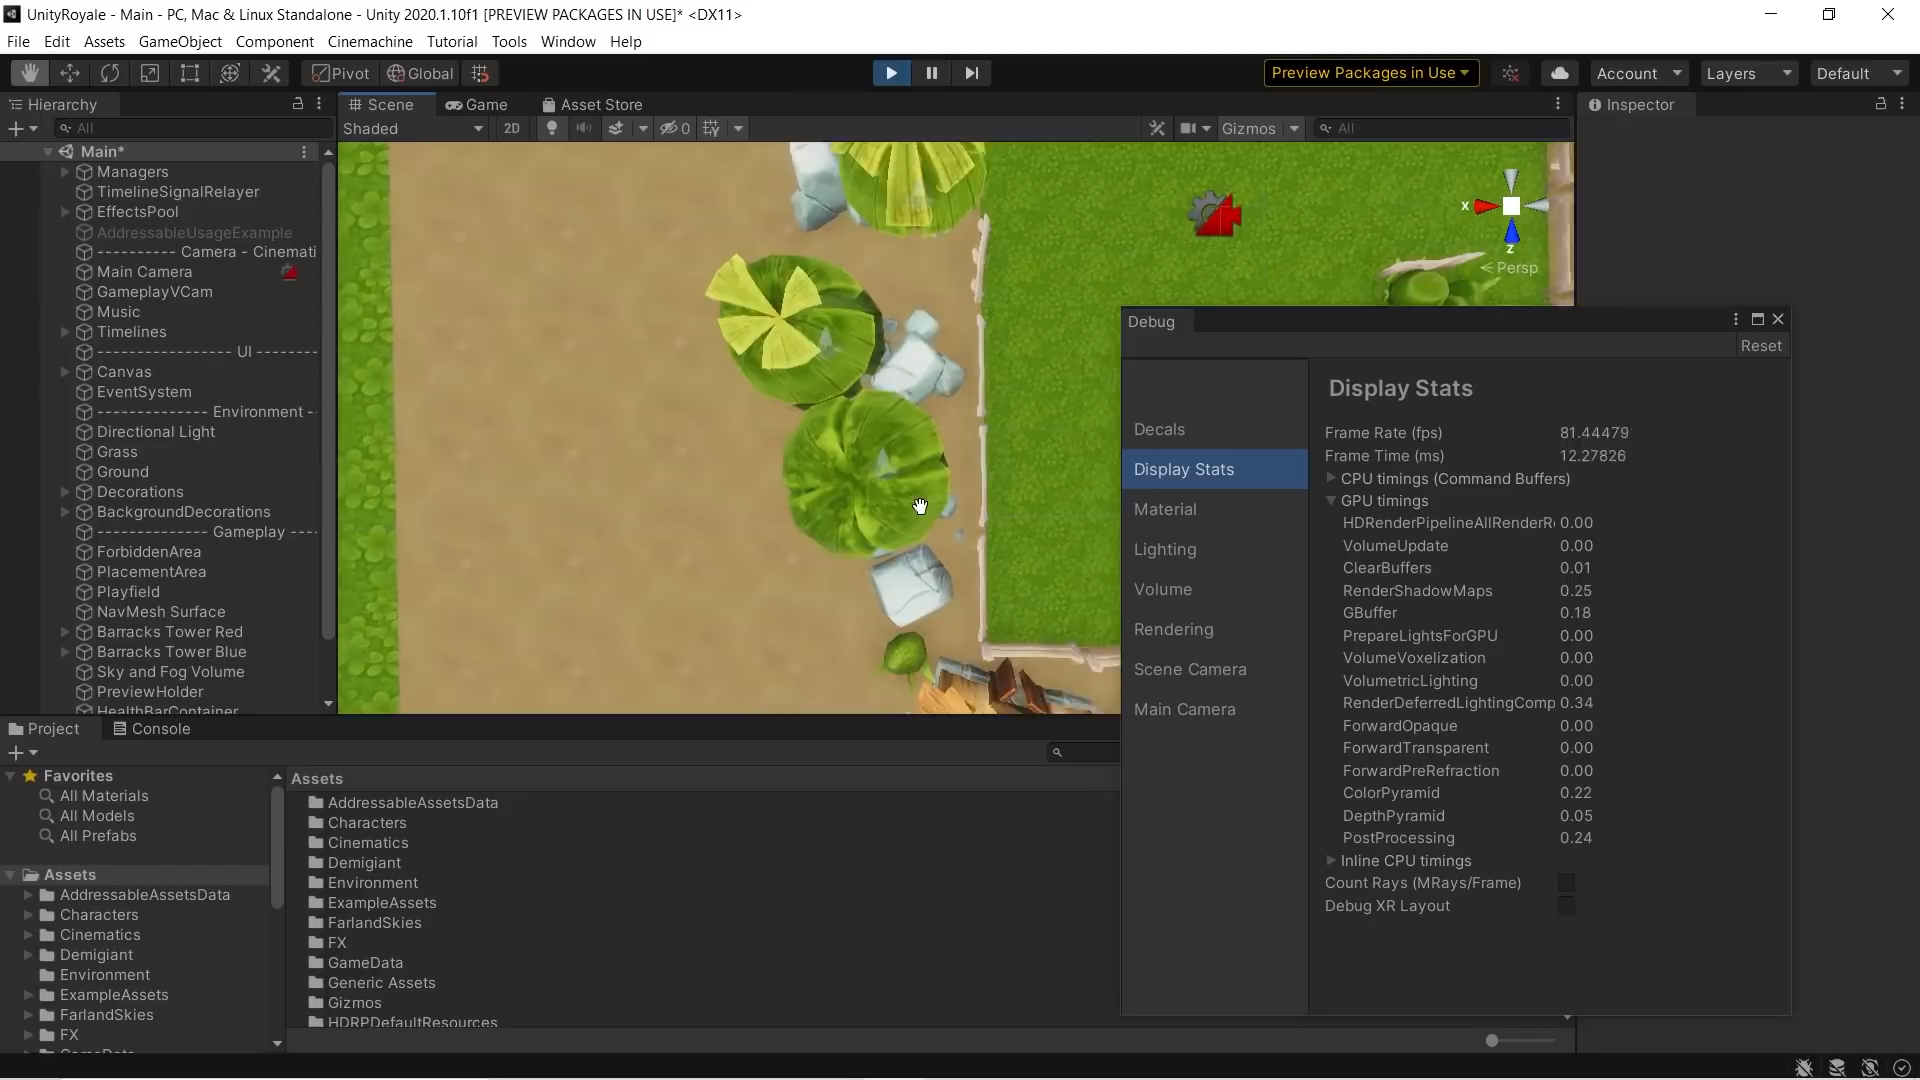 UnityRoyale - Main - PC, Mac & Linux Standalone - Unity 2020.1.10f1 [PREVIEW PACKAGES IN USE]* <DX11>
File Edit Assets GameObject Component Cinemachine Tutorial Tools Window Help
Pivot Global Preview Packages in Use Account Layers Default
Hierarchy
All
Main*
Managers
TimelineSignalRelayer
EffectsPool
AddressableUsageExample
---------- Camera - Cinemati
Main Camera
GameplayVCam
Music
Timelines
----------------- UI --------
Canvas
EventSystem
-------------- Environment -
Directional Light
Grass
Ground
Decorations
BackgroundDecorations
-------------- Gameplay ----
ForbiddenArea
PlacementArea
Playfield
NavMesh Surface
Barracks Tower Red
Barracks Tower Blue
Sky and Fog Volume
PreviewHolder
HealthBarContainer
Scene Game Asset Store
Shaded 2D 0 Gizmos All
x
z
Persp
Inspector
Debug
Reset
Decals
Display Stats
Material
Lighting
Volume
Rendering
Scene Camera
Main Camera
Display Stats
Frame Rate (fps) 81.44479
Frame Time (ms) 12.27826
CPU timings (Command Buffers)
GPU timings
HDRenderPipelineAllRenderR 0.00
VolumeUpdate 0.00
ClearBuffers 0.01
RenderShadowMaps 0.25
GBuffer 0.18
PrepareLightsForGPU 0.00
VolumeVoxelization 0.00
VolumetricLighting 0.00
RenderDeferredLightingComp 0.34
ForwardOpaque 0.00
ForwardTransparent 0.00
ForwardPreRefraction 0.00
ColorPyramid 0.22
DepthPyramid 0.05
PostProcessing 0.24
Inline CPU timings
Count Rays (MRays/Frame)
Debug XR Layout
Project Console
Favorites
All Materials
All Models
All Prefabs
Assets
AddressableAssetsData
Characters
Cinematics
Demigiant
Environment
ExampleAssets
FarlandSkies
FX
GameData
Assets
AddressableAssetsData
Characters
Cinematics
Demigiant
Environment
ExampleAssets
FarlandSkies
FX
GameData
Generic Assets
Gizmos
HDRPDefaultResources